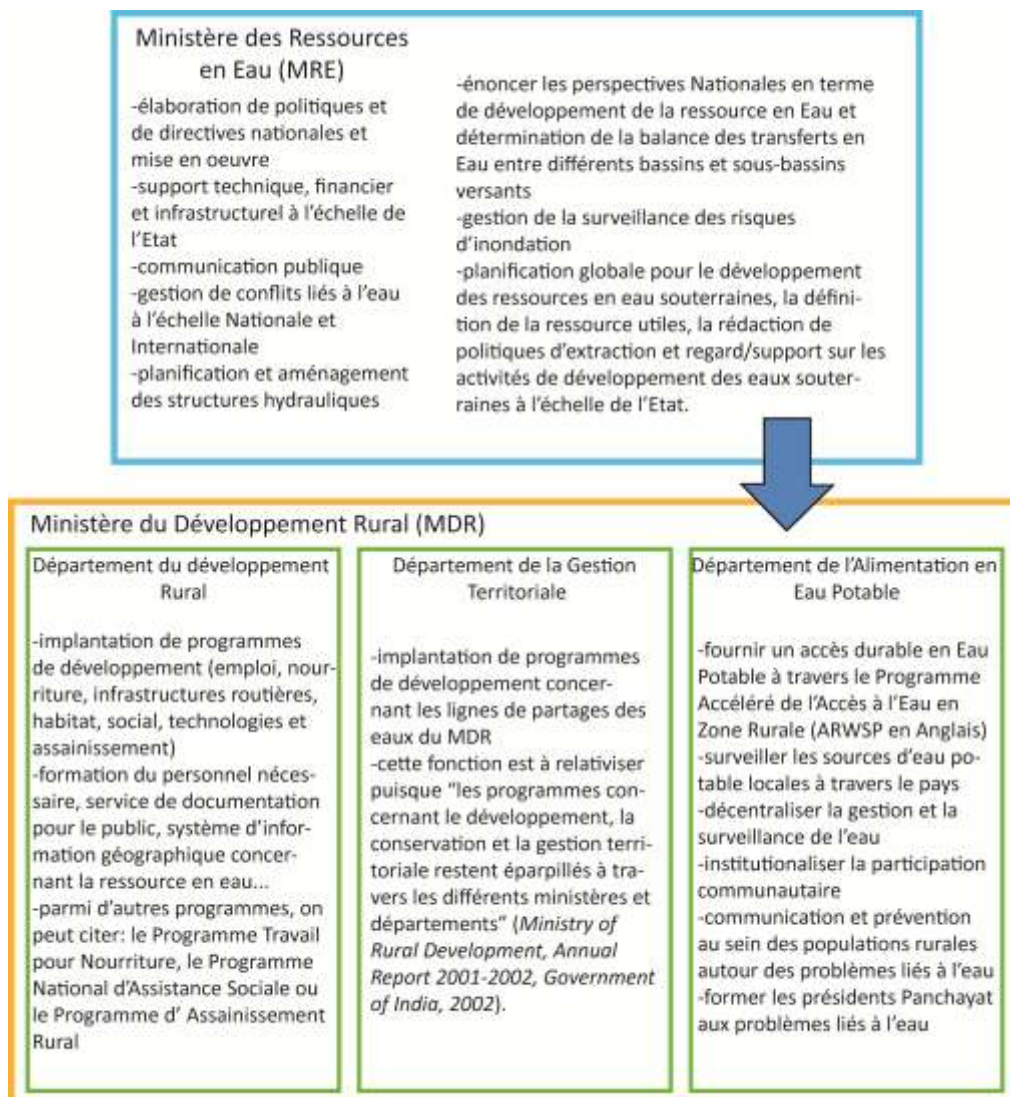 Ministère des Ressources
en Eau (MRE)
-élaboration de politiques et
de directives nationales et
mise en oeuvre
-support technique, financier
et infrastructurel à l'échelle de
l'Etat
-communication publique
-gestion de conflits liés à l'eau
à l'échelle Nationale et
Internationale
-planification et aménagement
des structures hydrauliques
-énoncer les perspectives Nationales en terme
de développement de la ressource en Eau et
détermination de la balance des transferts en
Eau entre différents bassins et sous-bassins
versants
-gestion de la surveillance des risques
d'inondation
-planification globale pour le développement
des ressources en eau souterraines, la défini-
tion de la ressource utiles, la rédaction de
politiques d'extraction et regard/support sur les
activités de développement des eaux souter-
raines à l'échelle de l'Etat.
Ministère du Développement Rural (MDR)
Département du développement
Rural
-implantation de programmes
de développement (emploi, nour-
riture, infrastructures routières,
habitat, social, technologies et
assainissement)
-formation du personnel néces-
saire, service de documentation
pour le public, système d'infor-
mation géographique concer-
nant la ressource en eau...
-parmi d'autres programmes, on
peut citer: le Programme Travail
pour Nourriture, le Programme
National d'Assistance Sociale ou
le Programme d' Assainissement
Rural
Département de la Gestion
Territoriale
-implantation de programmes
de développement concer-
nant les lignes de partages des
eaux du MDR
-cette fonction est à relativiser
puisque "les programmes con-
cernant le développement, la
conservation et la gestion terri-
toriale restent éparpillés à tra-
vers les différents ministères et
départements" (Ministry of
Rural Development, Annual
Report 2001-2002, Government
of India, 2002).
Département de l'Alimentation en
Eau Potable
-fournir un accès durable en Eau
Potable à travers le Programme
Accéléré de l'Accès à l'Eau en
Zone Rurale (ARWSP en Anglais)
-surveiller les sources d'eau po-
table locales à travers le pays
-décentraliser la gestion et la
surveillance de l'eau
-institutionaliser la participation
communautaire
-communication et prévention
au sein des populations rurales
autour des problèmes liés à l'eau
-former les présidents Panchayat
aux problèmes liés à l'eau